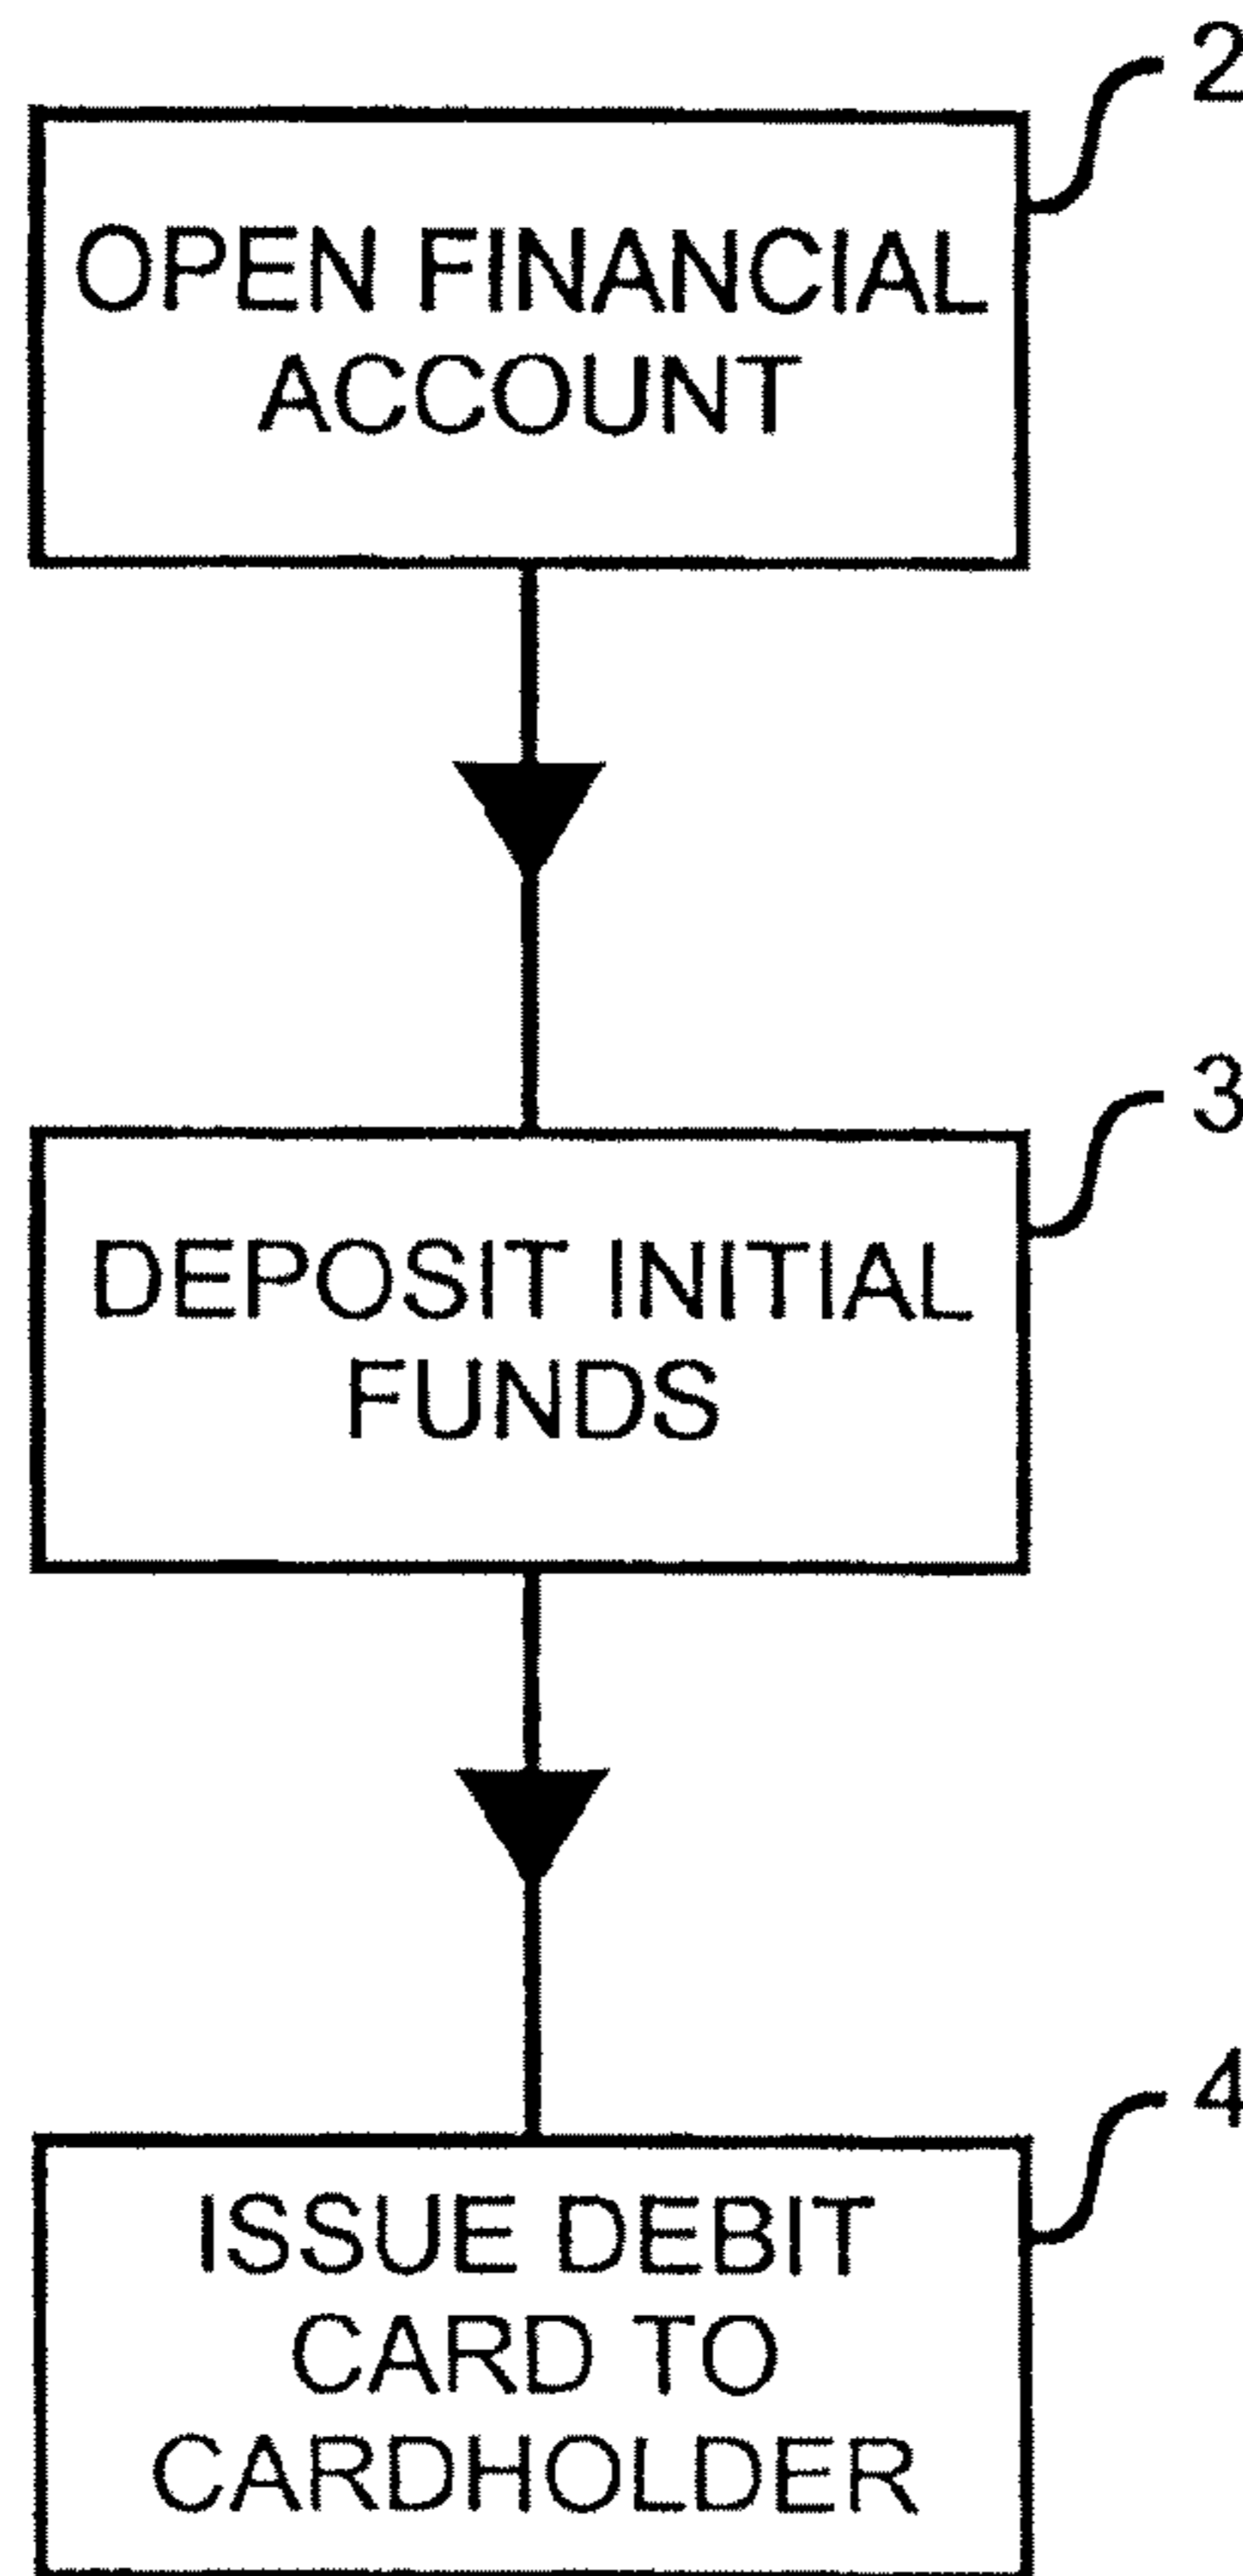 2
OPEN FINANCIAL
ACCOUNT
3
DEPOSIT INITIAL
FUNDS
4
ISSUE DEBIT
CARD TO
CARDHOLDER